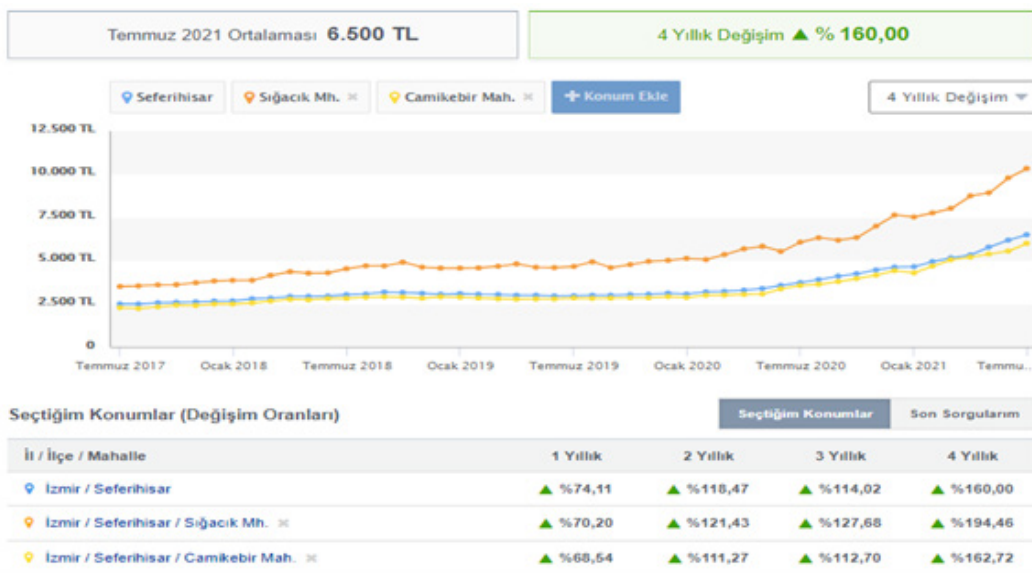 Temmuz 2021 Ortalaması 6.500 TL
4 Yıllık Değişim ▲ % 160,00
Seferihisar Sığacık Mh. × Camikebir Mah. × + Konum Ekle
4 Yıllık Değişim
12.500 TL
10.000 TL
7.500 TL
5.000 TL
2.500 TL
0
Temmuz 2017 Ocak 2018 Temmuz 2018 Ocak 2019 Temmuz 2019 Ocak 2020 Temmuz 2020 Ocak 2021 Temmu...
Seçtiğim Konumlar (Değişim Oranları)
Seçtiğim Konumlar Son Sorgularım
İl / İlçe / Mahalle 1 Yıllık 2 Yıllık 3 Yıllık 4 Yıllık
İzmir / Seferihisar ▲ %74,11 ▲ %118,47 ▲ %114,02 ▲ %160,00
İzmir / Seferihisar / Sığacık Mh. × ▲ %70,20 ▲ %121,43 ▲ %127,68 ▲ %194,46
İzmir / Seferihisar / Camikebir Mah. × ▲ %68,54 ▲ %111,27 ▲ %112,70 ▲ %162,72